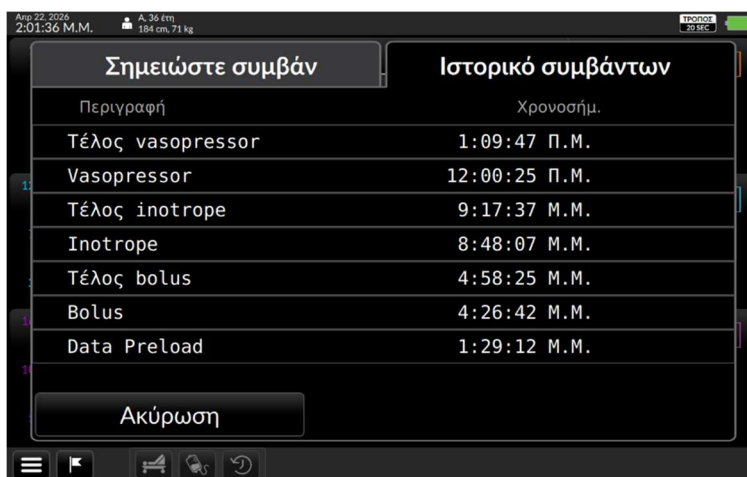 Απρ 22, 2026
2:01:36 Μ.Μ.
Α, 36 έτη
184 cm, 71 kg
ΤΡΟΠΟΣ
20 SEC
Σημειώστε συμβάν
Ιστορικό συμβάντων
Περιγραφή Χρονοσήμ.
Τέλος vasopressor 1:09:47 Π.Μ.
Vasopressor 12:00:25 Π.Μ.
Τέλος inotrope 9:17:37 Μ.Μ.
Inotrope 8:48:07 Μ.Μ.
Τέλος bolus 4:58:25 Μ.Μ.
Bolus 4:26:42 Μ.Μ.
Data Preload 1:29:12 Μ.Μ.
Ακύρωση